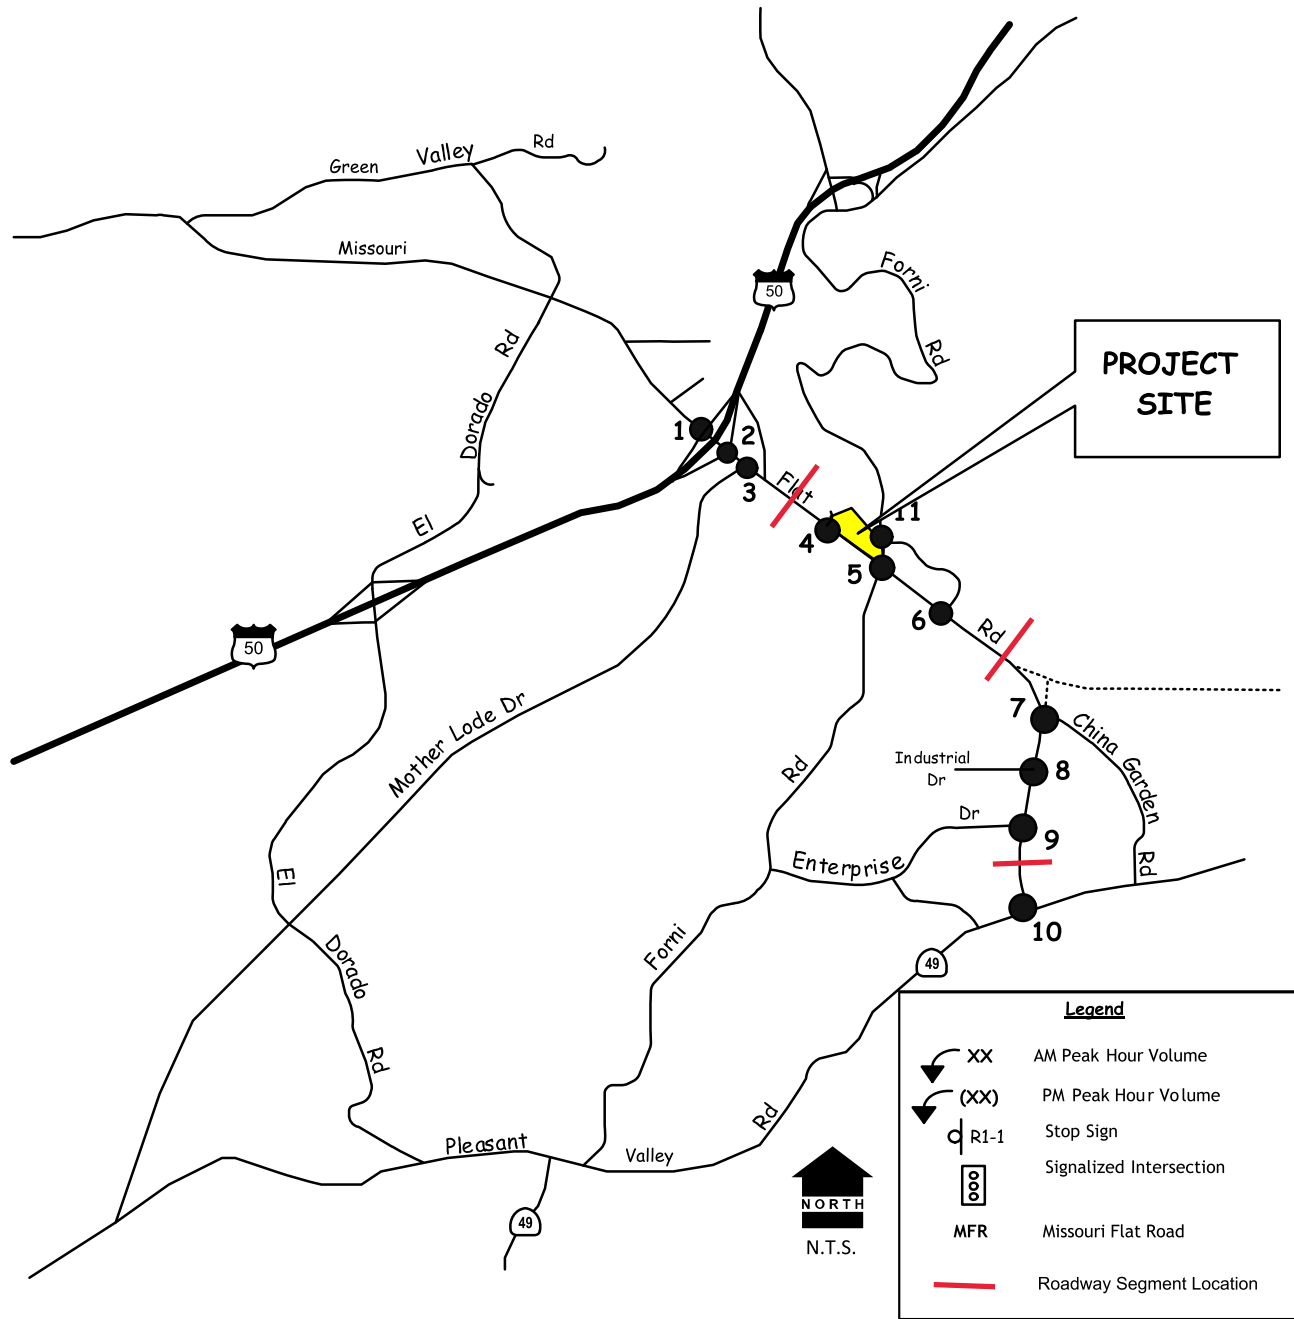 Green Valley Rd
Missouri
50
Forni
Rd
Rd
Dorado
El
PROJECT
SITE
1
2
3
Flat
4
11
5
6
Rd
50
Mother Lode Dr
7
China Garden
Rd
Industrial
Dr
8
Rd
Dr
9
Enterprise
El
10
Dorado
Rd
Forni
49
Rd
Pleasant
Valley
49
NORTH
N.T.S.
Legend
XX AM Peak Hour Volume
(XX) PM Peak Hour Volume
R1-1 Stop Sign
Signalized Intersection
MFR Missouri Flat Road
Roadway Segment Location